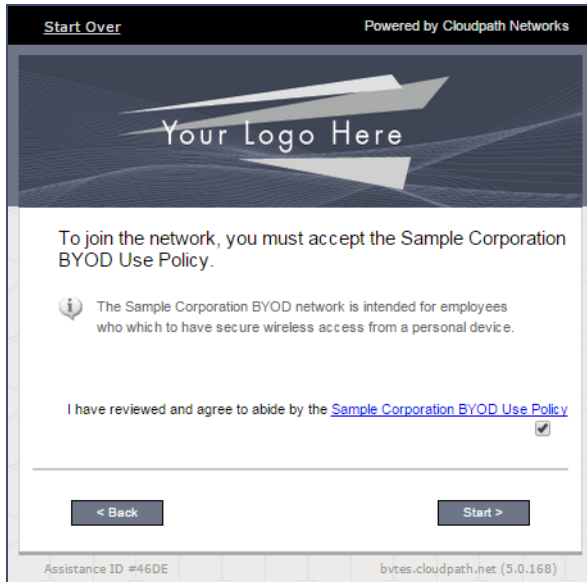 Start Over
Powered by Cloudpath Networks
Your Logo Here
To join the network, you must accept the Sample Corporation
BYOD Use Policy.
The Sample Corporation BYOD network is intended for employees
who which to have secure wireless access from a personal device.
I have reviewed and agree to abide by the Sample Corporation BYOD Use Policy
< Back
Start >
Assistance ID #46DE
bvtes.cloudpath.net (5.0.168)